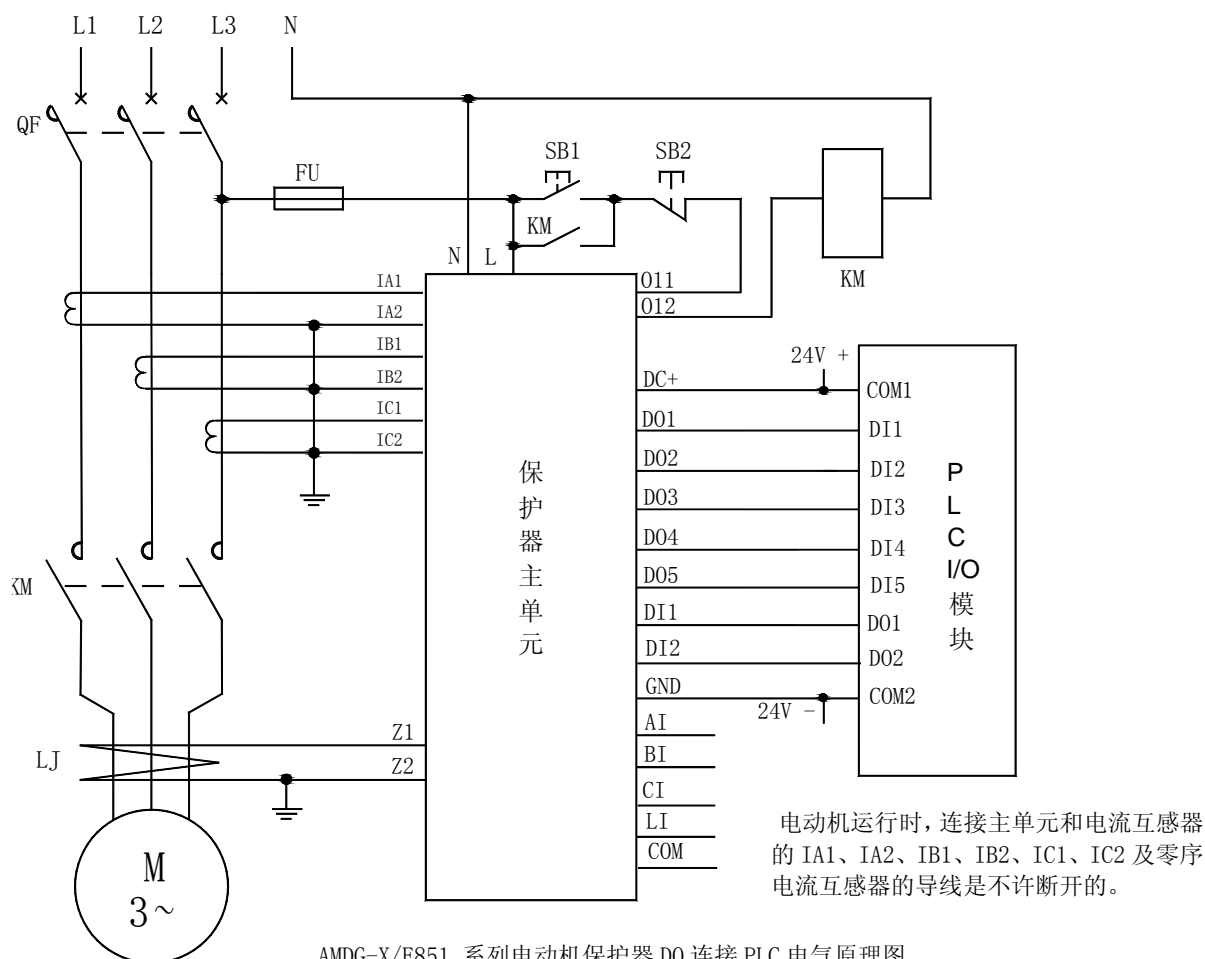 L1 L2 L3 N
QF
FU
SB1 SB2
KM
N L
KM
IA1
IA2
IB1
IB2
IC1
IC2
O11
O12
24V +
DC+
DO1
DO2
DO3
DO4
DO5
DI1
DI2
GND
24V -
AI
BI
CI
LI
COM
COM1
DI1
DI2
DI3
DI4
DI5
DO1
DO2
COM2
保护器主单元
P
L
C
I/O
模
块
KM
LJ
Z1
Z2
M
3~
电动机运行时,连接主单元和电流互感器
的 IA1、IA2、IB1、IB2、IC1、IC2 及零序
电流互感器的导线是不许断开的。
AMDG-X/F851 系列电动机保护器 DO 连接 PLC 电气原理图